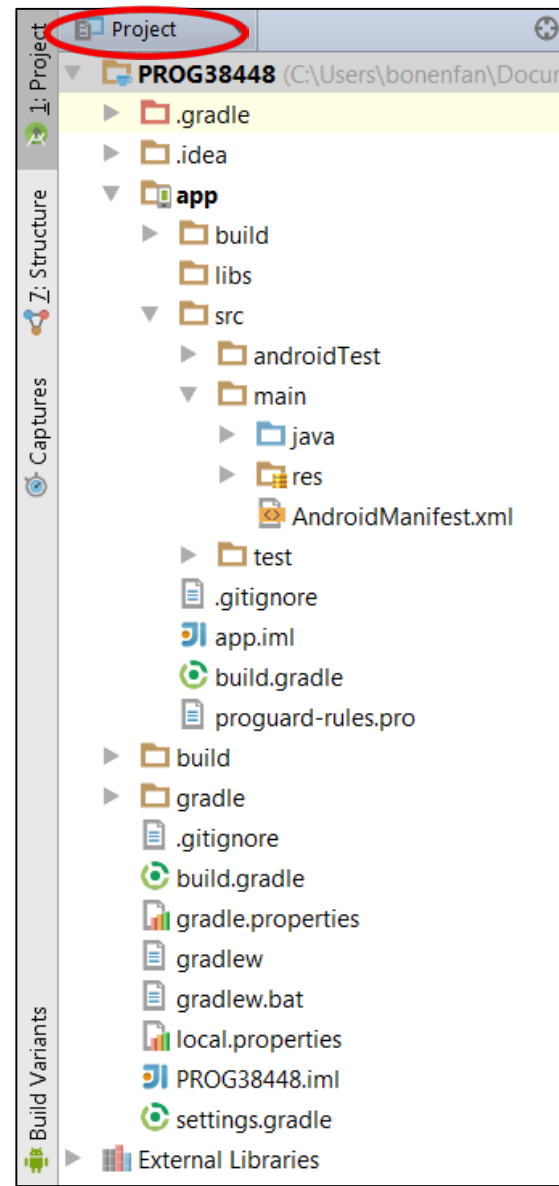 Project
1: Project
7: Structure
Captures
Build Variants
PROG38448 (C:\Users\bonenfan\Docu
.gradle
.idea
app
build
libs
src
androidTest
main
java
res
AndroidManifest.xml
test
.gitignore
app.iml
build.gradle
proguard-rules.pro
build
gradle
.gitignore
build.gradle
gradle.properties
gradlew
gradlew.bat
local.properties
PROG38448.iml
settings.gradle
External Libraries